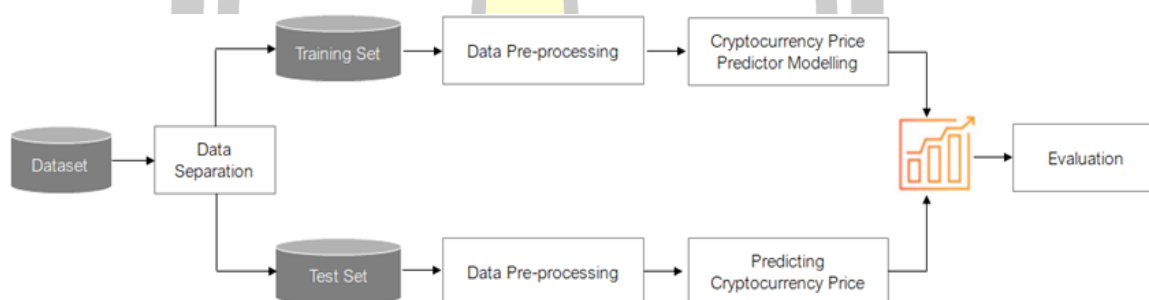 Training Set
Data Pre-processing
Cryptocurrency Price
Predictor Modelling
Dataset
Data
Separation
Evaluation
Test Set
Data Pre-processing
Predicting
Cryptocurrency Price